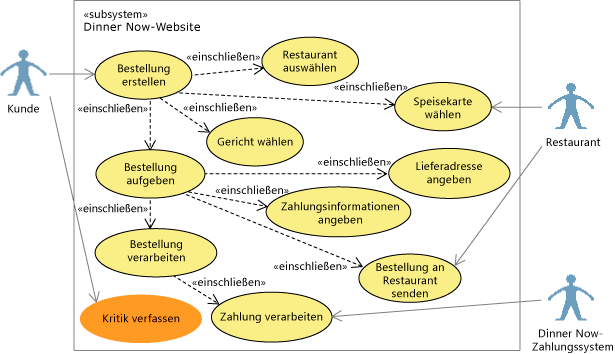 «subsystem»
Dinner Now-Website
Kunde
Bestellung
erstellen
«einschließen»
Restaurant
auswählen
«einschließen»
Speisekarte
wählen
Restaurant
«einschließen»
«einschließen»
Gericht wählen
Bestellung
aufgeben
«einschließen»
Lieferadresse
angeben
«einschließen»
Zahlungsinformationen
angeben
«einschließen»
Bestellung
verarbeiten
«einschließen»
Bestellung an
Restaurant
senden
«einschließen»
Kritik verfassen
Zahlung verarbeiten
Dinner Now-
Zahlungssystem